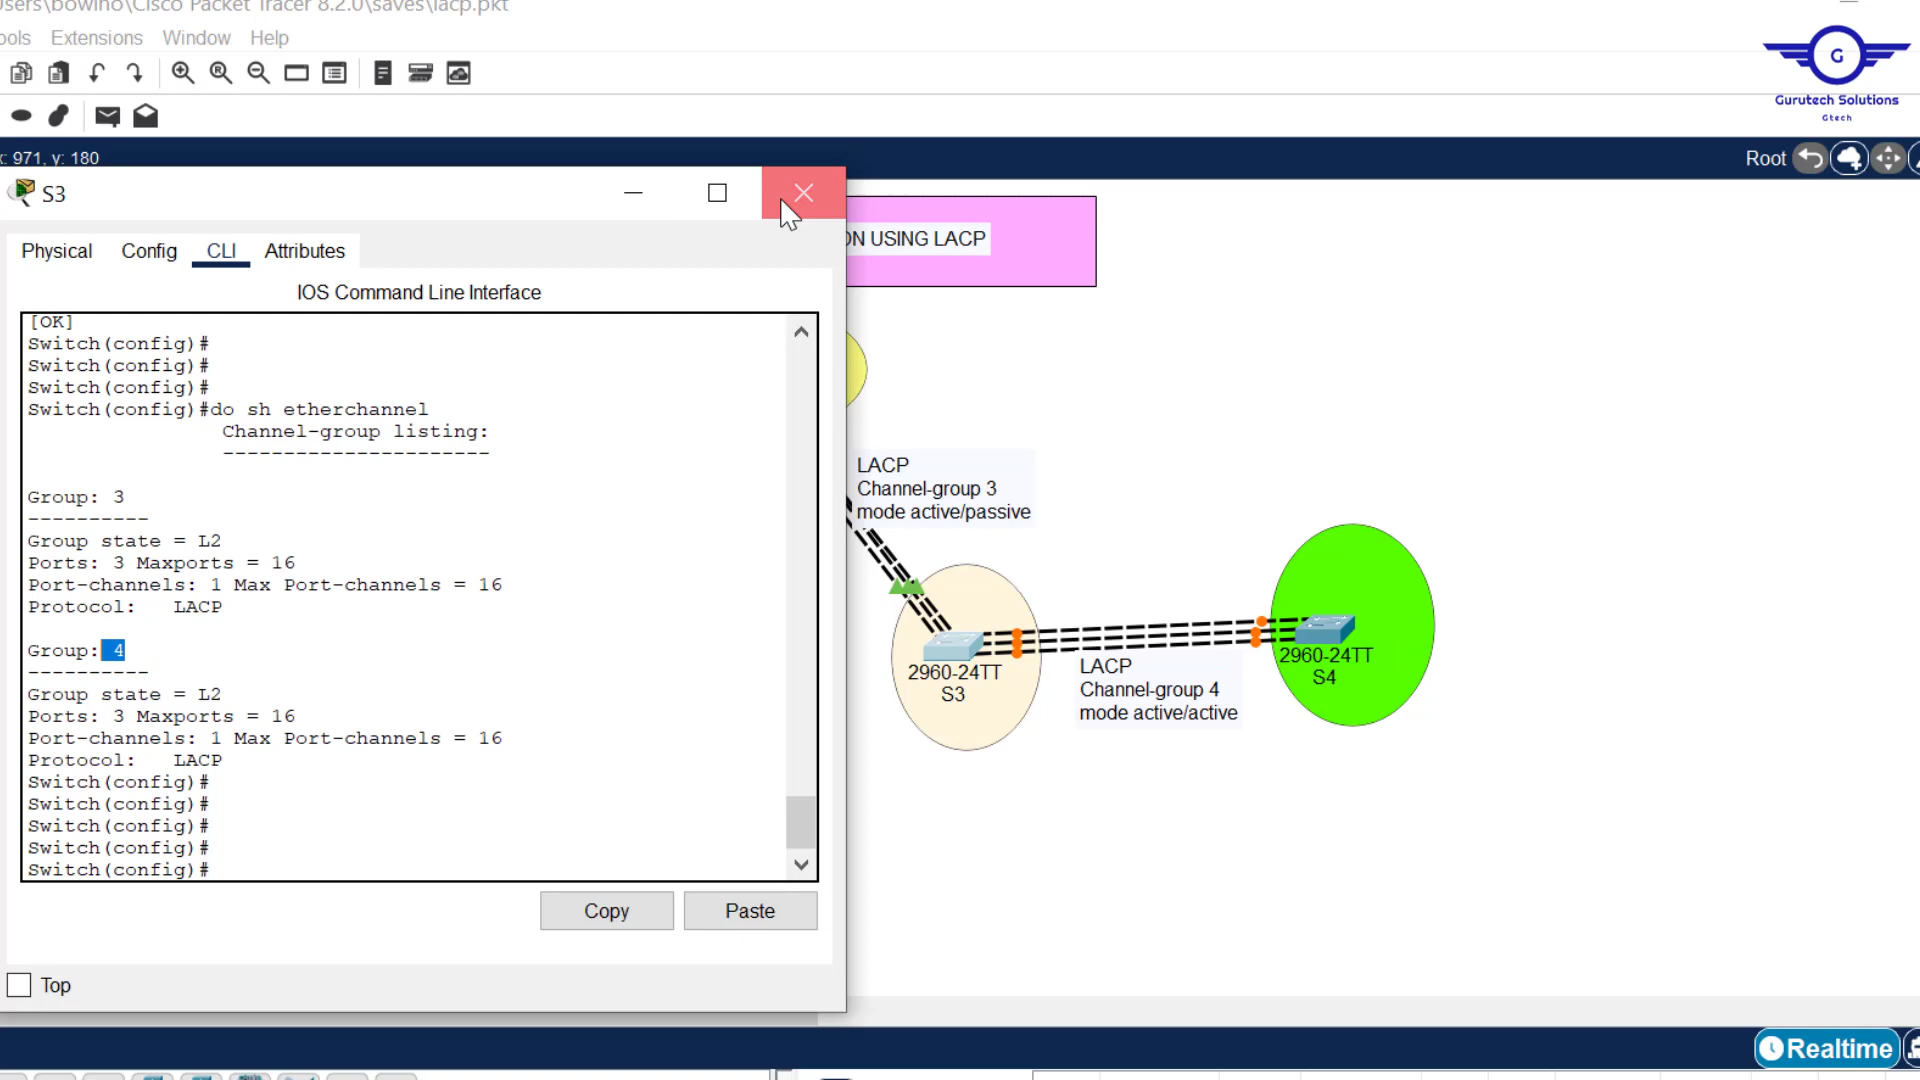 Users\bowino\Cisco Packet Tracer 8.2.0\saves\lacp.pkt
ools Extensions Window Help
G
Gurutech Solutions
Gtech
x: 971, y: 180
Root
S3
Physical Config CLI Attributes
IOS Command Line Interface
[OK]
Switch(config)#
Switch(config)#
Switch(config)#
Switch(config)#do sh etherchannel
Channel-group listing:
----------------------
Group: 3
----------
Group state = L2
Ports: 3 Maxports = 16
Port-channels: 1 Max Port-channels = 16
Protocol: LACP
Group: 4
----------
Group state = L2
Ports: 3 Maxports = 16
Port-channels: 1 Max Port-channels = 16
Protocol: LACP
Switch(config)#
Switch(config)#
Switch(config)#
Switch(config)#
Switch(config)#
Copy Paste
Top
ON USING LACP
LACP
Channel-group 3
mode active/passive
2960-24TT
S3
LACP
Channel-group 4
mode active/active
2960-24TT
S4
Realtime